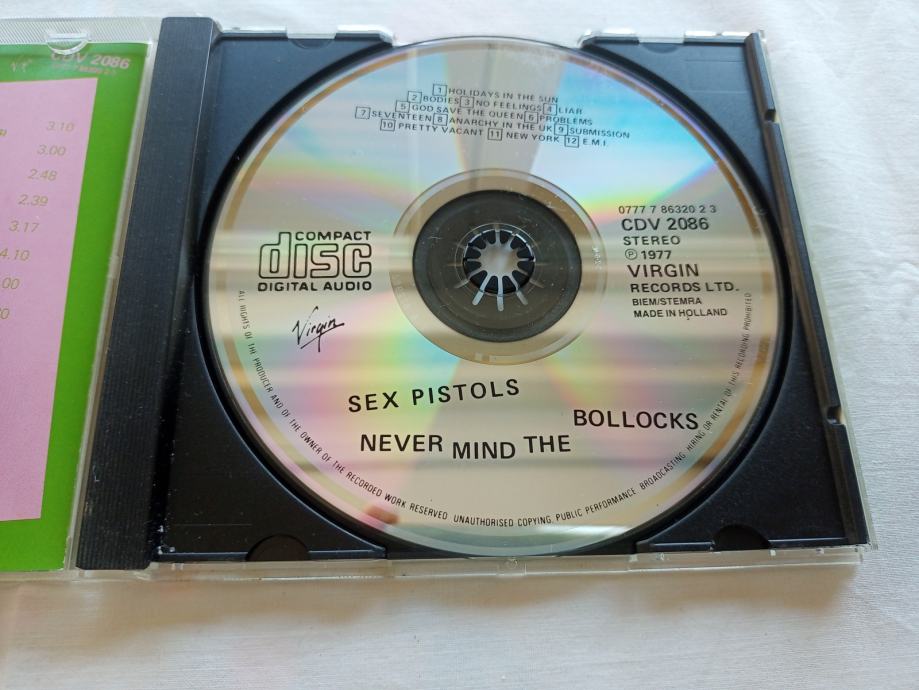 CDV 2086
3.10
3.00
2.48
2.39
3.17
4.10
1 HOLIDAYS IN THE SUN
2 BODIES 3 NO FEELINGS 4 LIAR
5 GOD SAVE THE QUEEN 6 PROBLEMS
7 SEVENTEEN 8 ANARCHY IN THE UK 9 SUBMISSION
10 PRETTY VACANT 11 NEW YORK 12 E.M.I.
COMPACT
disc
DIGITAL AUDIO
Virgin
0777 7 86320 2 3
CDV 2086
STEREO
℗ 1977
VIRGIN
RECORDS LTD.
BIEM/STEMRA
MADE IN HOLLAND
SEX PISTOLS
NEVER MIND THE BOLLOCKS
ALL RIGHTS OF THE PRODUCER AND OF THE OWNER OF THE RECORDED WORK RESERVED UNAUTHORISED COPYING, PUBLIC PERFORMANCE BROADCASTING HIRING OR RENTAL OF THIS RECORDING PROHIBITED